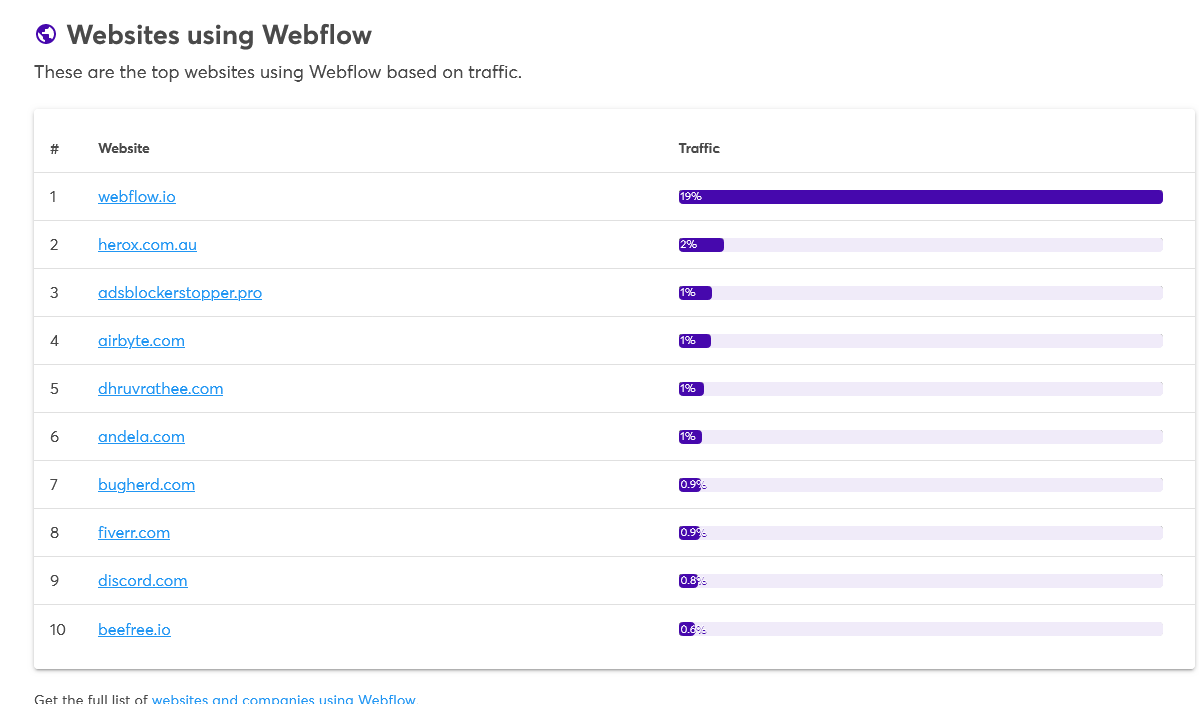 Websites using Webflow
These are the top websites using Webflow based on traffic.
# Website Traffic
1 webflow.io 19%
2 herox.com.au 2%
3 adsblockerstopper.pro 1%
4 airbyte.com 1%
5 dhruvrathee.com 1%
6 andela.com 1%
7 bugherd.com 0.9%
8 fiverr.com 0.9%
9 discord.com 0.8%
10 beefree.io 0.6%
Get the full list of websites and companies using Webflow